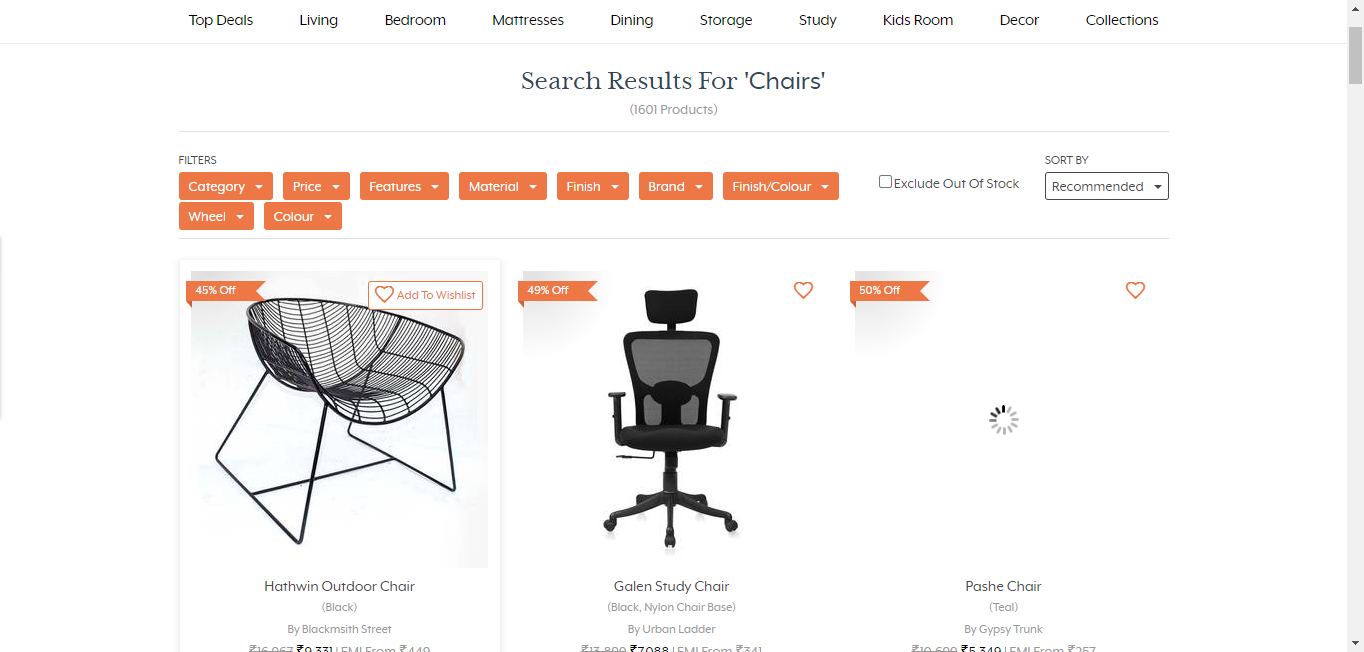 Top Deals Living Bedroom Mattresses Dining Storage Study Kids Room Decor Collections
Search Results For 'Chairs'
(1601 Products)
FILTERS
SORT BY
Category Price Features Material Finish Brand Finish/Colour
Exclude Out Of Stock
Recommended
Wheel Colour
45% Off
Add To Wishlist
49% Off
50% Off
Hathwin Outdoor Chair
(Black)
By Blackmsith Street
₹16,967 ₹9,331 | EMI From ₹449
Galen Study Chair
(Black, Nylon Chair Base)
By Urban Ladder
₹13,899 ₹7,088 | EMI From ₹341
Pashe Chair
(Teal)
By Gypsy Trunk
₹10,699 ₹5,349 | EMI From ₹257